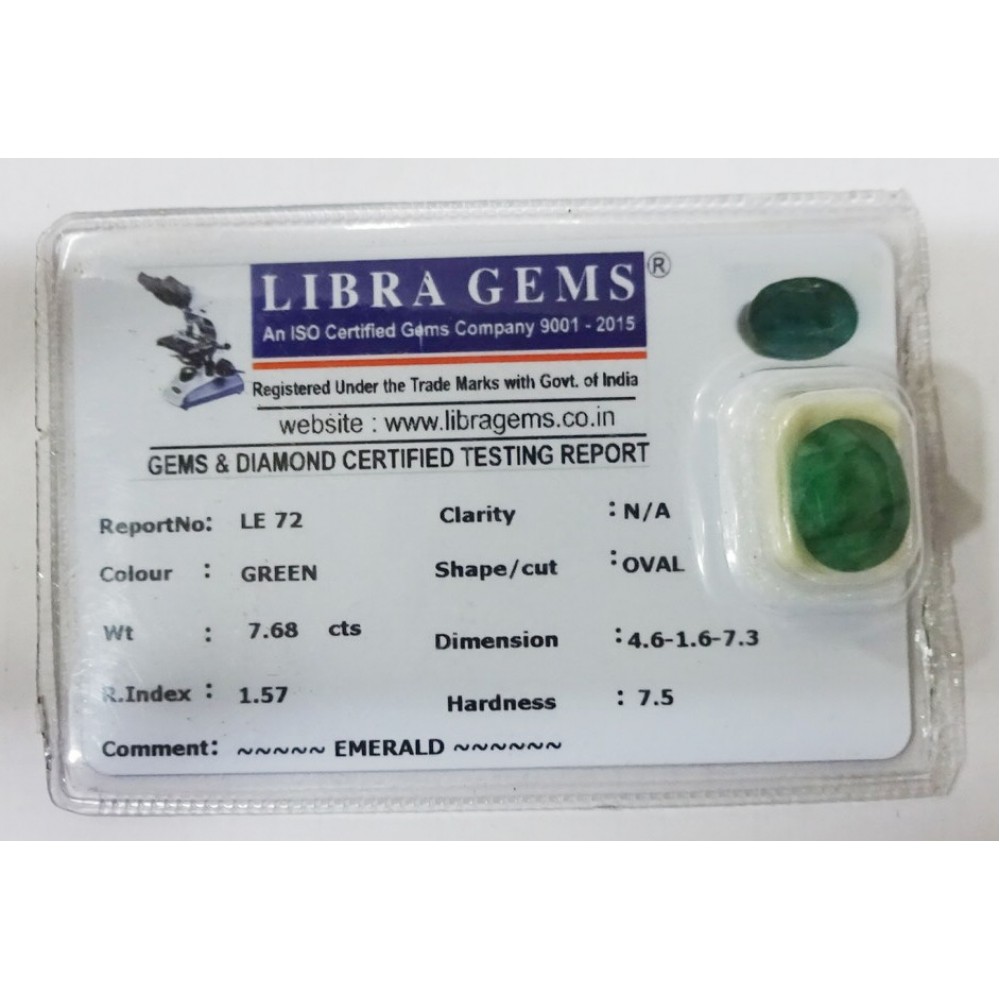 LIBRA GEMS ®
An ISO Certified Gems Company 9001 - 2015
Registered Under the Trade Marks with Govt. of India
website : www.libragems.co.in
GEMS & DIAMOND CERTIFIED TESTING REPORT
ReportNo: LE 72 Clarity : N/A
Colour : GREEN Shape/cut : OVAL
Wt : 7.68 cts Dimension : 4.6-1.6-7.3
R.Index : 1.57 Hardness : 7.5
Comment: ~~~~~ EMERALD ~~~~~~